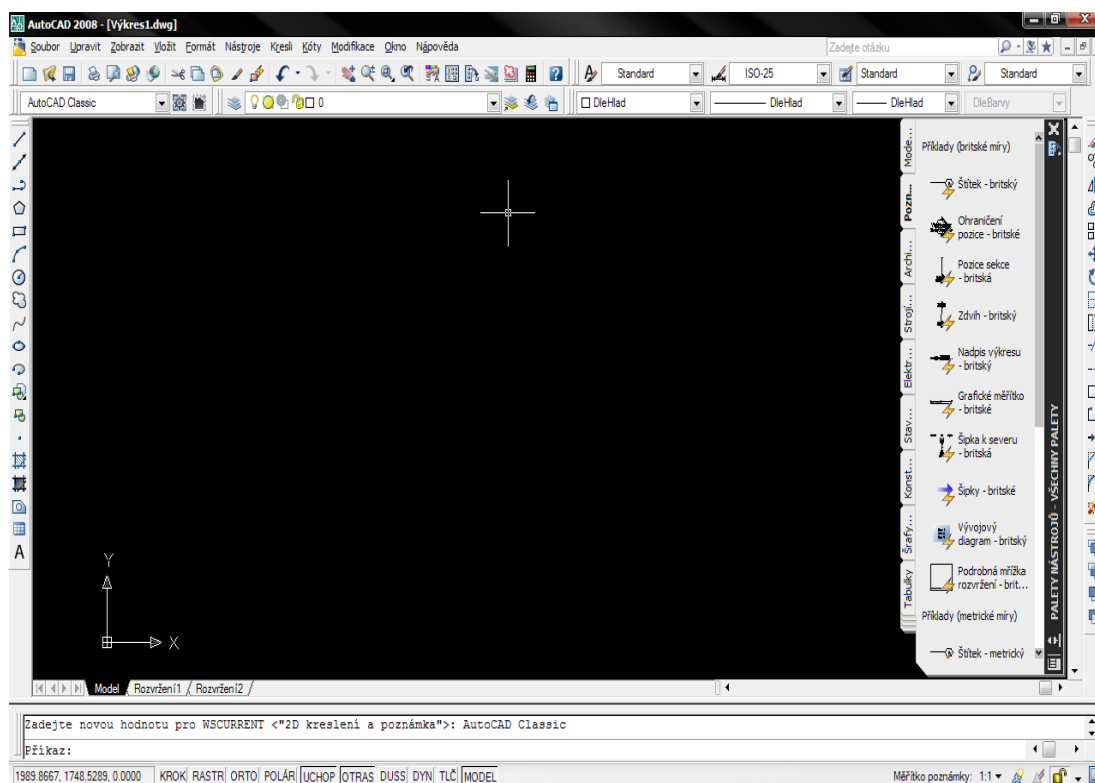 AutoCAD 2008 - [Výkres1.dwg]
Soubor Upravit Zobrazit Vložit Formát Nástroje Kresli Kóty Modifikace Okno Nápověda Zadejte otázku
Standard ISO-25 Standard Standard
AutoCAD Classic 0 DleHlad DleHlad DleHlad DleBarvy
Mode...
Pozn...
Archi...
Strojí...
Elektr...
Stav...
Konst...
Šrafy...
Tabulky
Příklady (britské míry)
Štítek - britský
Ohraničení
pozice - britské
Pozice sekce
- britská
Zdvih - britský
Nadpis výkresu
- britský
Grafické měřítko
- britské
Šipka k severu
- britská
Šipky - britské
Vývojový
diagram - britský
Podrobná mřížka
rozvržení - brit...
Příklady (metrické míry)
Štítek - metrický
PALETY NÁSTROJŮ - VŠECHNY PALETY
A
Y
X
Model Rozvržení1 Rozvržení2
Zadejte novou hodnotu pro WSCURRENT <"2D kreslení a poznámka">: AutoCAD Classic
Příkaz:
1989.8667, 1748.5289, 0.0000 KROK RASTR ORTO POLÁR UCHOP OTRAS DUSS DYN TLČ MODEL Měřítko poznámky: 1:1